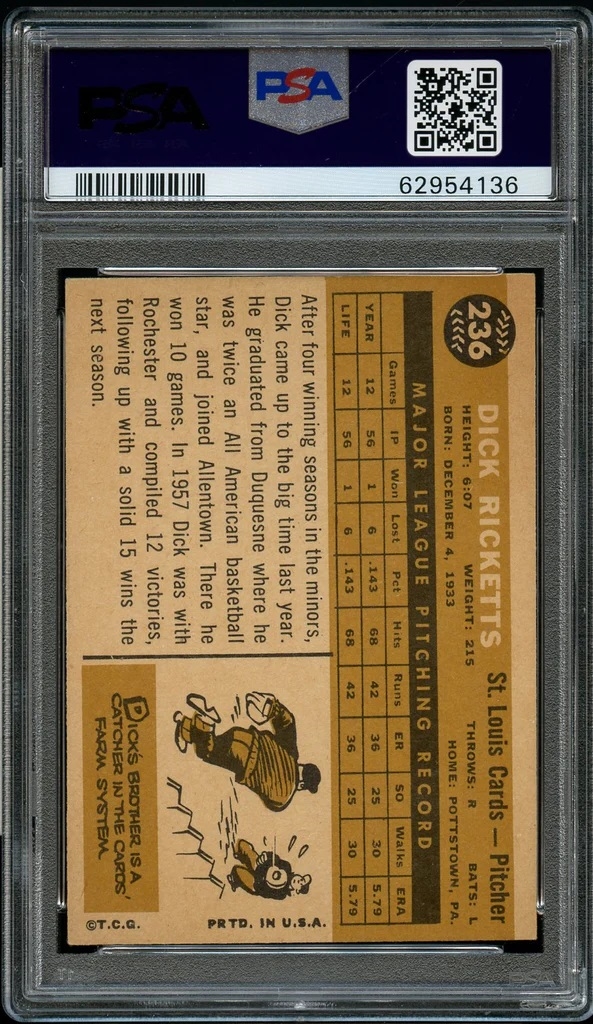 PSA
PSA
62954136
236
DICK RICKETTS St. Louis Cards — Pitcher
HEIGHT: 6:07 WEIGHT: 215 THROWS: R BATS: L
BORN: DECEMBER 4, 1933 HOME: POTTSTOWN, PA.
MAJOR LEAGUE PITCHING RECORD
Games IP Won Lost Pct Hits Runs ER SO Walks ERA
YEAR 12 56 1 6 .143 68 42 36 25 30 5.79
LIFE 12 56 1 6 .143 68 42 36 25 30 5.79
After four winning seasons in the minors,
Dick came up to the big time last year.
He graduated from Duquesne where he
was twice an All American basketball
star, and joined Allentown. There he
won 10 games. In 1957 Dick was with
Rochester and compiled 12 victories,
following up with a solid 15 wins the
next season.
DICK'S BROTHER IS A
CATCHER IN THE CARDS'
FARM SYSTEM.
©T.C.G. PRTD. IN U.S.A.